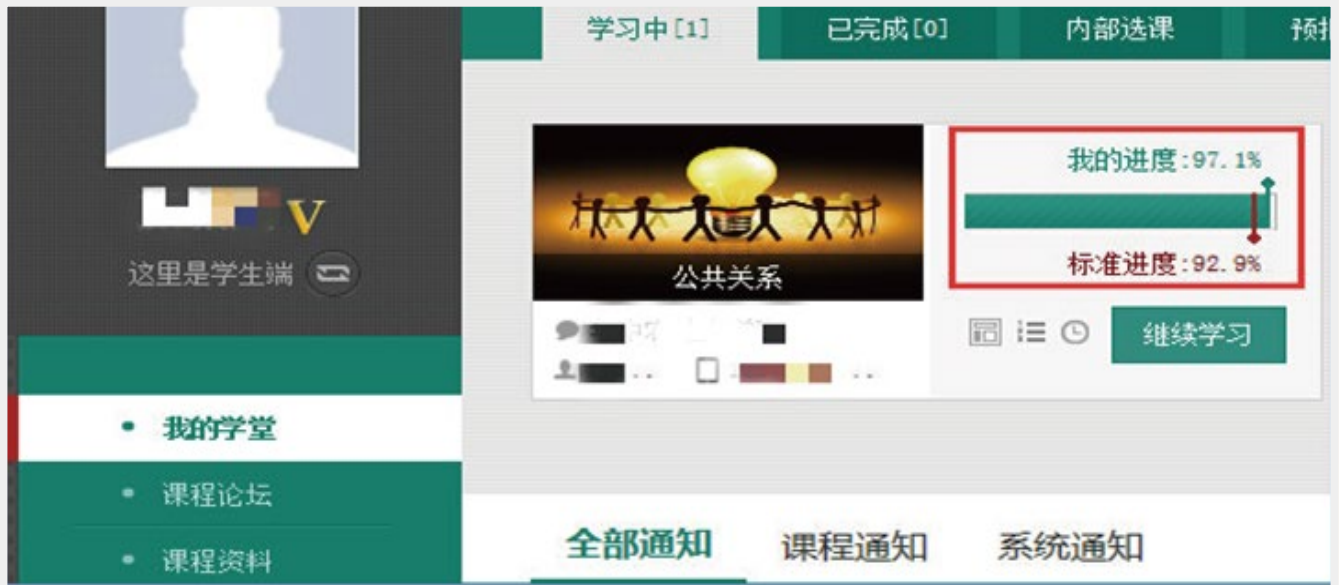 学习中[1]
已完成[0]
内部选课
V
这里是学生端
公共关系
我的进度:97.1%
标准进度:92.9%
继续学习
我的学堂
课程论坛
课程资料
全部通知
课程通知
系统通知